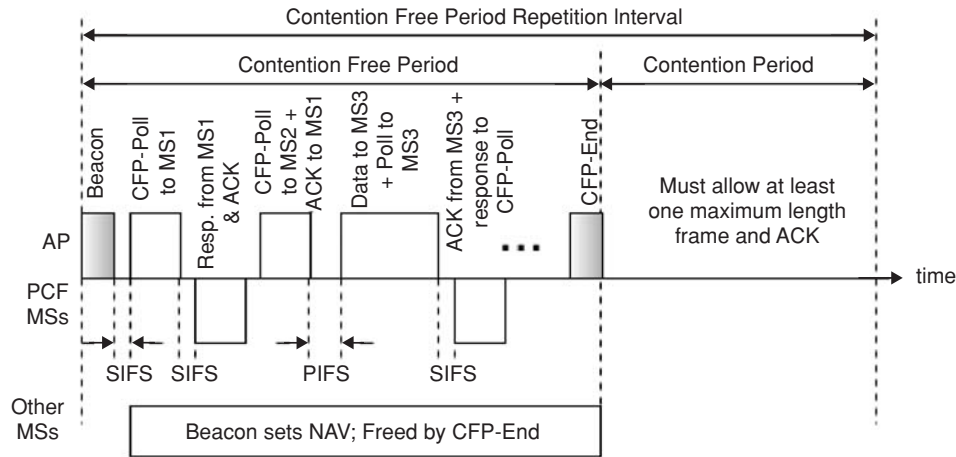 Contention Free Period Repetition Interval
Contention Free Period
Contention Period
Beacon
CFP-Poll
to MS1
Resp. from MS1
& ACK
CFP-Poll
to MS2 +
ACK to MS1
Data to MS3
+ Poll to
MS3
ACK from MS3 +
response to
CFP-Poll
CFP-End
Must allow at least
one maximum length
frame and ACK
AP
time
PCF
MSs
SIFS
SIFS
PIFS
SIFS
Other
MSs
Beacon sets NAV; Freed by CFP-End